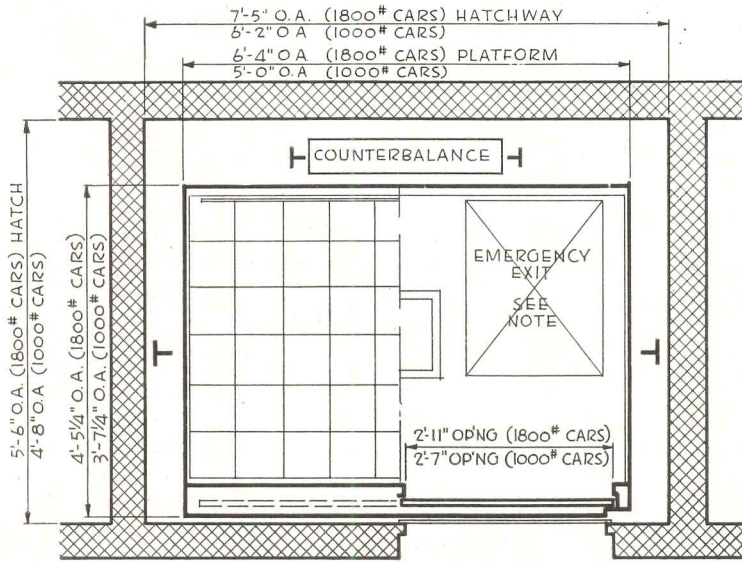 7'-5" O.A. (1800# CARS) HATCHWAY
6'-2" O.A (1000# CARS)
6'-4" O.A (1800# CARS) PLATFORM
5'-0" O.A (1000# CARS)
COUNTERBALANCE
EMERGENCY
EXIT
SEE
NOTE
5'-6" O.A. (1800# CARS) HATCH
4'-8" O.A (1000# CARS)
4'-5¼" O.A. (1800# CARS)
3'-7¼" O.A. (1000# CARS)
2'-11" OP'NG (1800# CARS)
2'-7" OP'NG (1000# CARS)